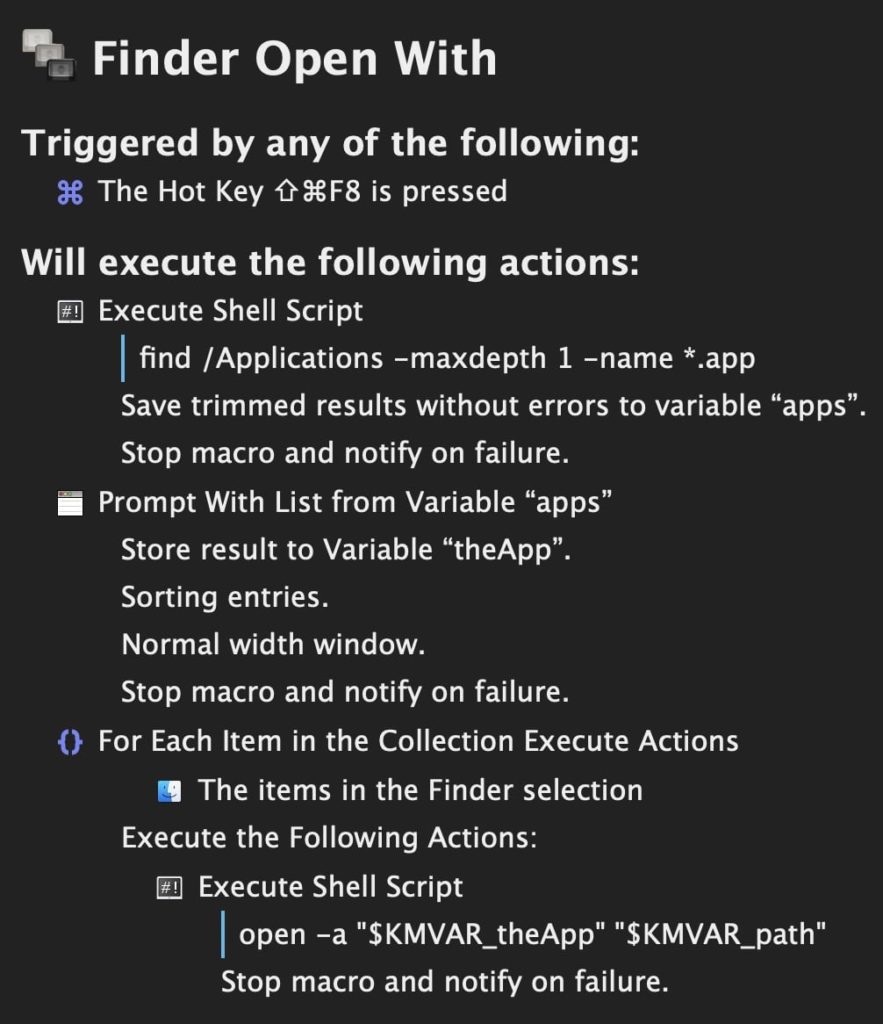 Finder Open With
Triggered by any of the following:
⌘ The Hot Key ⇧⌘F8 is pressed
Will execute the following actions:
#! Execute Shell Script
find /Applications -maxdepth 1 -name *.app
Save trimmed results without errors to variable “apps”.
Stop macro and notify on failure.
Prompt With List from Variable “apps”
Store result to Variable “theApp”.
Sorting entries.
Normal width window.
Stop macro and notify on failure.
{} For Each Item in the Collection Execute Actions
The items in the Finder selection
Execute the Following Actions:
#! Execute Shell Script
open -a "$KMVAR_theApp" "$KMVAR_path"
Stop macro and notify on failure.